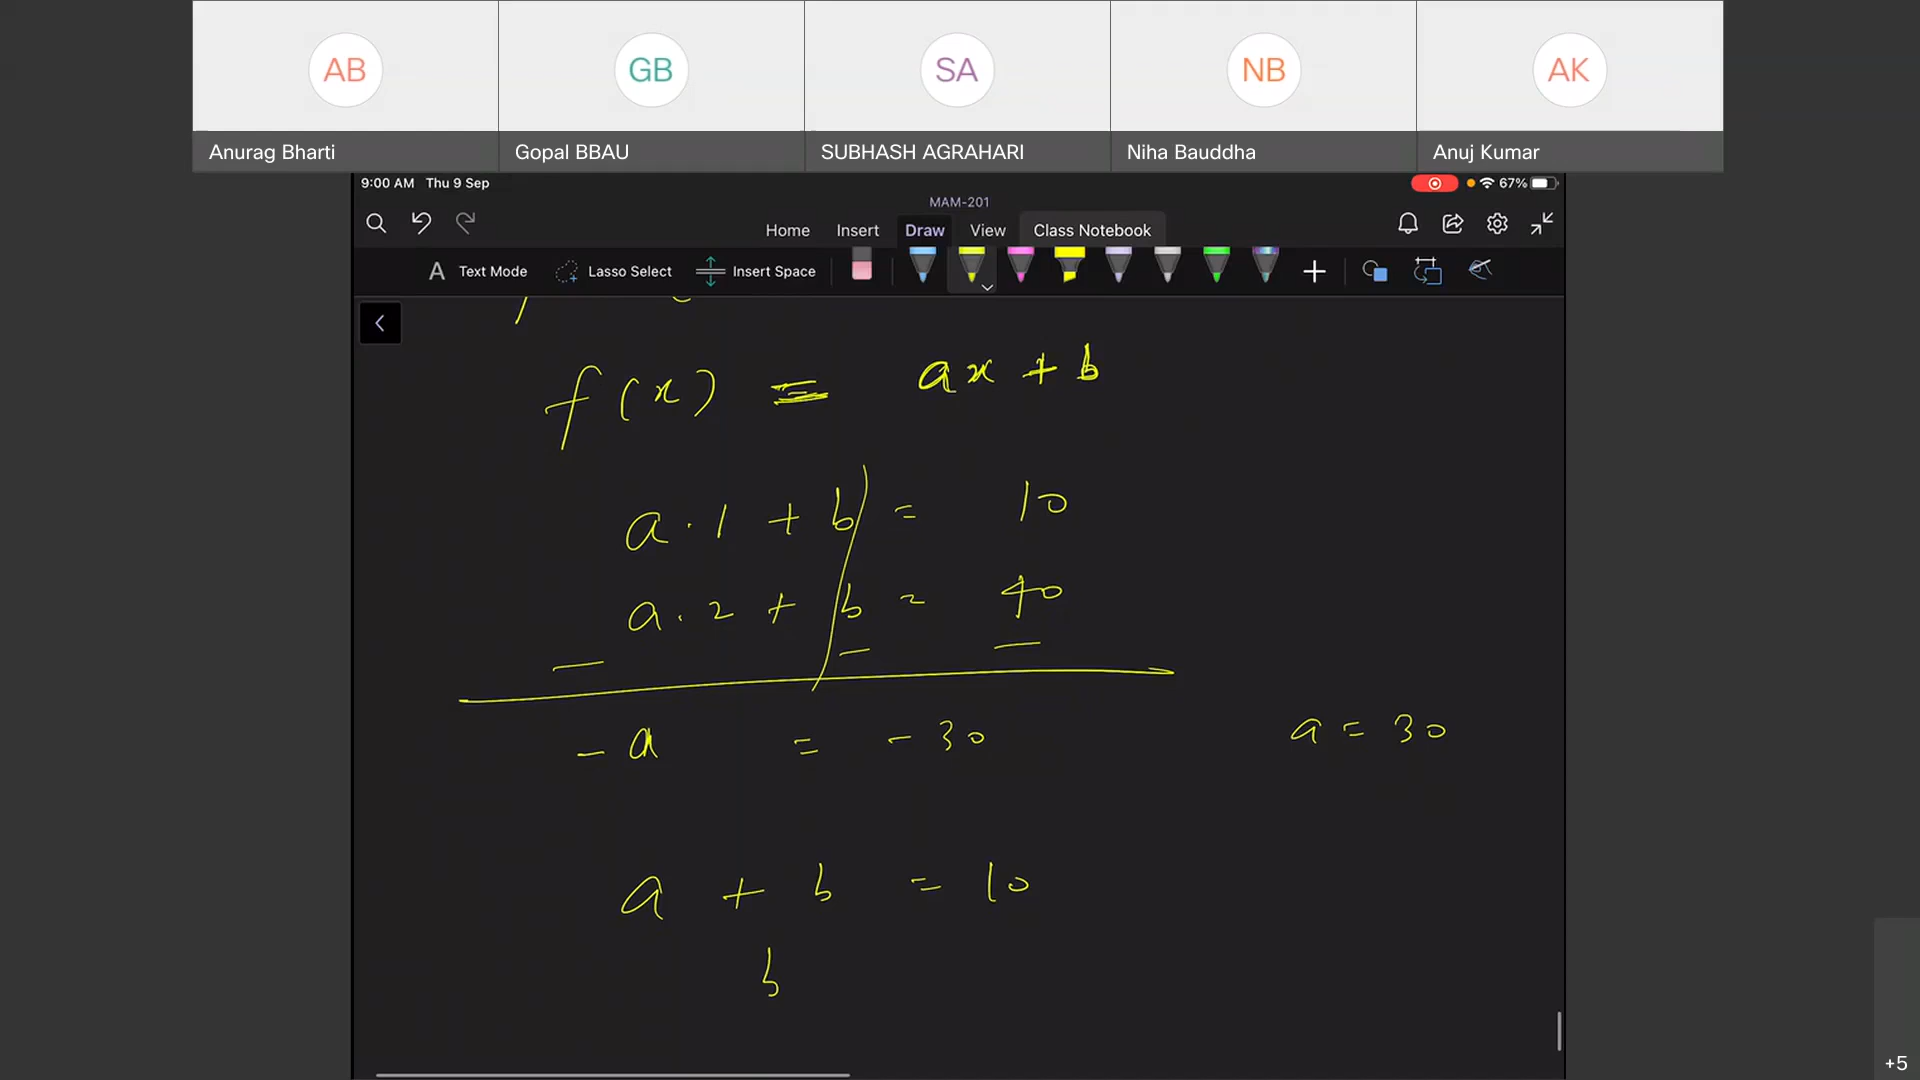 AB GB SA NB AK
Anurag Bharti Gopal BBAU SUBHASH AGRAHARI Niha Bauddha Anuj Kumar
9:00 AM Thu 9 Sep 67%
MAM-201
Home Insert Draw View Class Notebook
A Text Mode Lasso Select Insert Space
f(x) = ax + b
a·1 + b = 10
a·2 + b = 40
- - -
-a = -30 a = 30
a + b = 10
b
+5